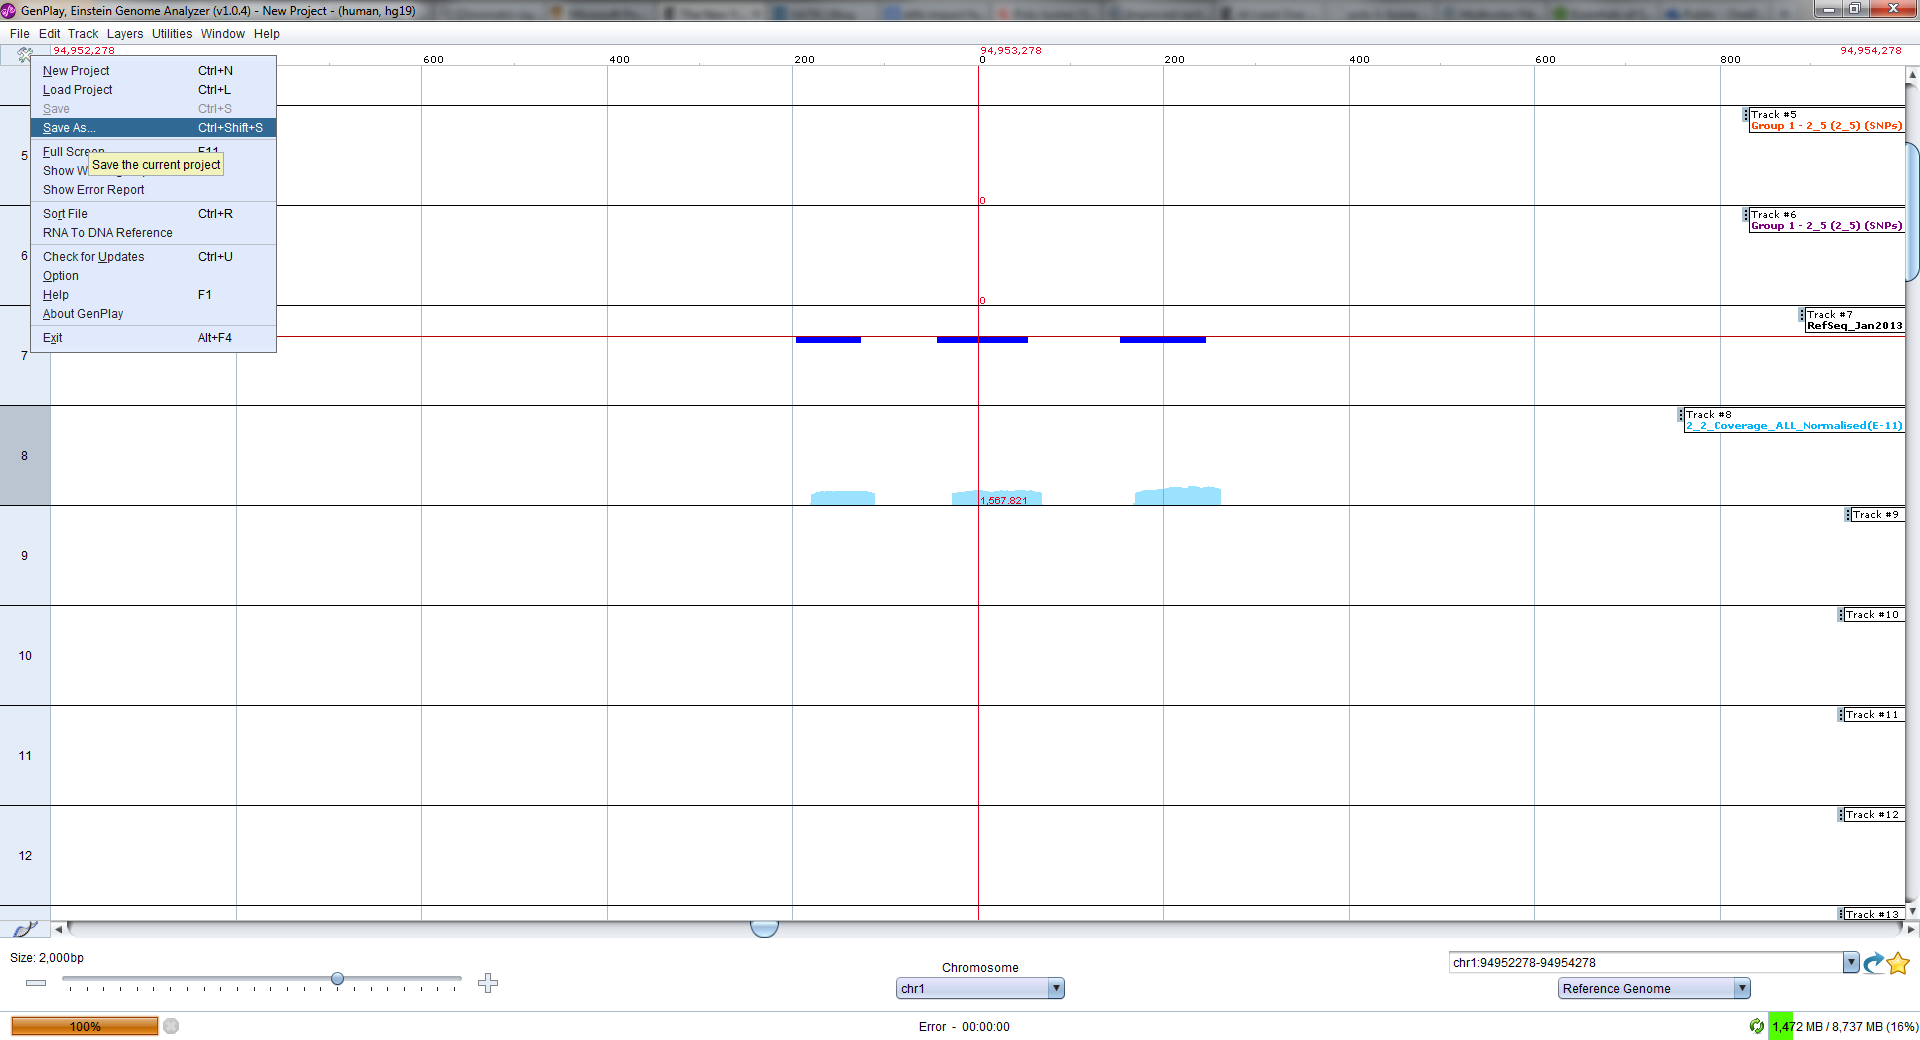 GenPlay, Einstein Genome Analyzer (v1.0.4) - New Project - (human, hg19)
File Edit Track Layers Utilities Window Help
94,952,278 94,953,278 94,954,278
600 400 200 0 200 400 600 800
New Project Ctrl+N
Load Project Ctrl+L
Save Ctrl+S
Save As... Ctrl+Shift+S
Full Screen F11
Save the current project
Show W
Show Error Report
Sort File Ctrl+R
RNA To DNA Reference
Check for Updates Ctrl+U
Option
Help F1
About GenPlay
Exit Alt+F4
5
Track #5
Group 1 - 2_5 (2_5) (SNPs)
0
6
Track #6
Group 1 - 2_5 (2_5) (SNPs)
0
7
Track #7
RefSeq_Jan2013
8
Track #8
2_2_Coverage_ALL_Normalised(E-11)
1,567.821
9
Track #9
10
Track #10
11
Track #11
12
Track #12
Track #13
Size: 2,000bp
Chromosome
chr1
chr1:94952278-94954278
Reference Genome
100%
Error - 00:00:00
1,472 MB / 8,737 MB (16%)